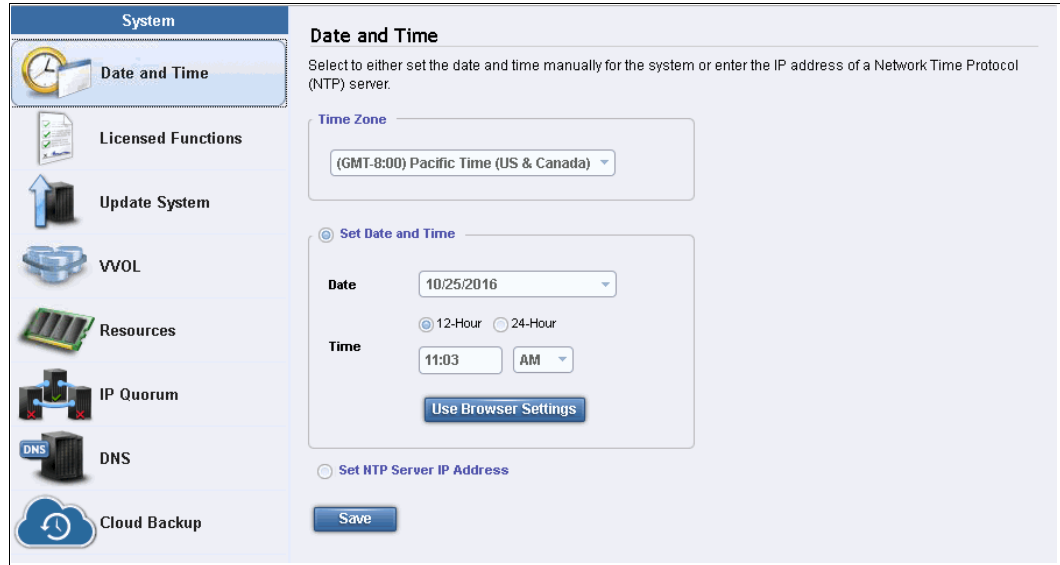 System
Date and Time
Licensed Functions
Update System
VVOL
Resources
IP Quorum
DNS
DNS
Cloud Backup
Date and Time
Select to either set the date and time manually for the system or enter the IP address of a Network Time Protocol
(NTP) server.
Time Zone
(GMT-8:00) Pacific Time (US & Canada)
Set Date and Time
Date 10/25/2016
12-Hour 24-Hour
Time 11:03 AM
Use Browser Settings
Set NTP Server IP Address
Save